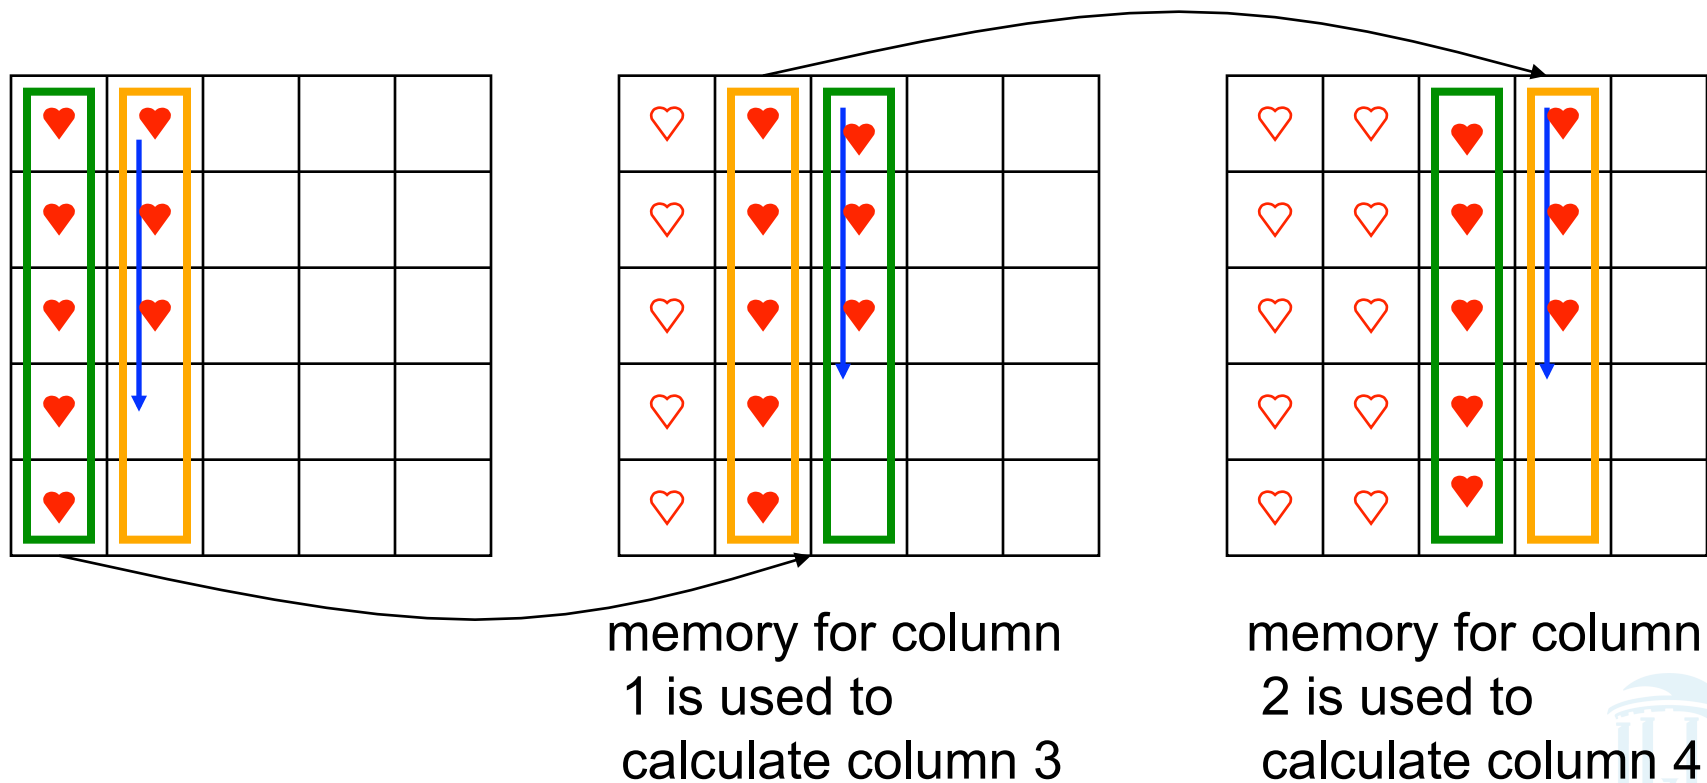 memory for column
1 is used to
calculate column 3
memory for column
2 is used to
calculate column 4